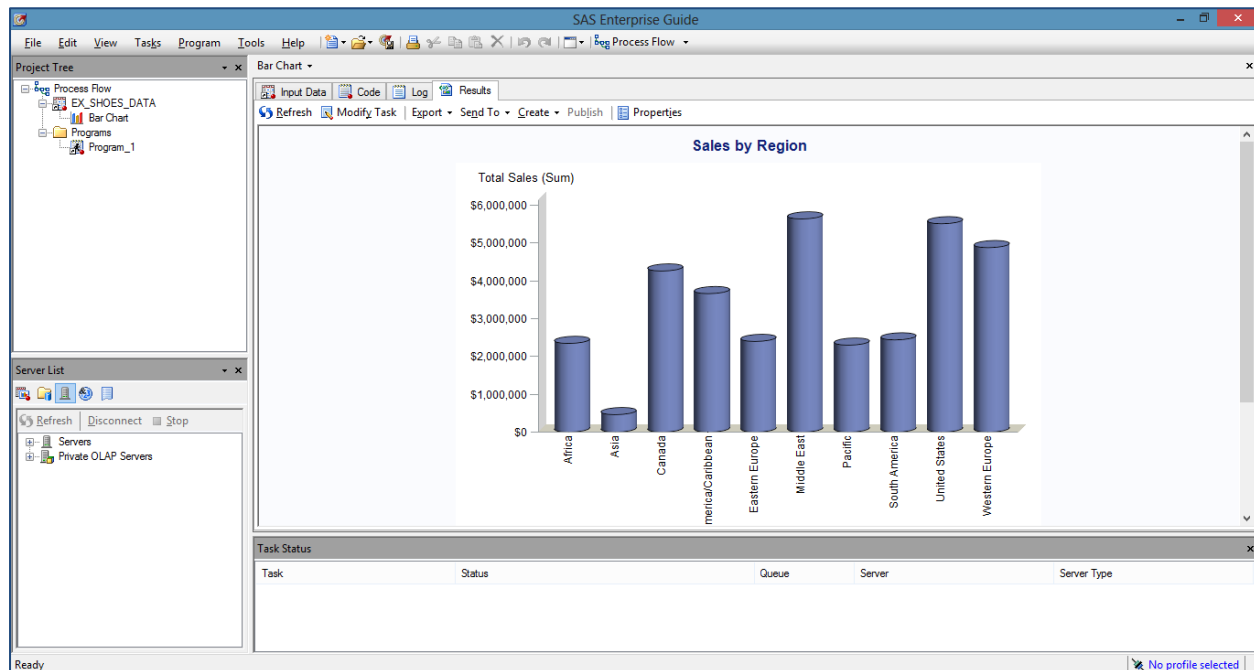 SAS Enterprise Guide
File Edit View Tasks Program Tools Help Process Flow
Project Tree
Process Flow
EX_SHOES_DATA
Bar Chart
Programs
Program_1
Server List
Refresh Disconnect Stop
Servers
Private OLAP Servers
Bar Chart
Input Data Code Log Results
Refresh Modify Task Export Send To Create Publish Properties
Sales by Region
Total Sales (Sum)
$6,000,000
$5,000,000
$4,000,000
$3,000,000
$2,000,000
$1,000,000
$0
Africa
Asia
Canada
merica/Caribbean
Eastern Europe
Middle East
Pacific
South America
United States
Western Europe
Task Status
Task Status Queue Server Server Type
Ready
No profile selected